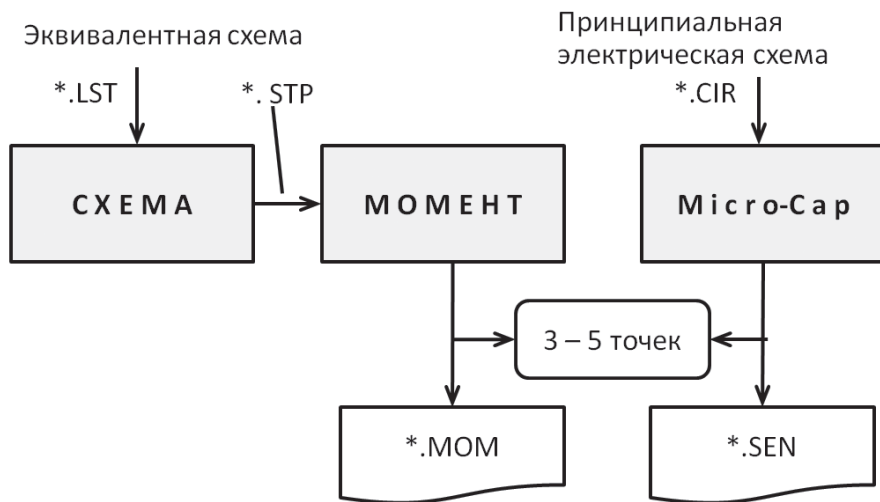 Эквивалентная схема
Принципиальная
электрическая схема
*.LST
*. STP
*.CIR
СХЕМА
МОМЕНТ
Micro-Cap
3 – 5 точек
*.MOM
*.SEN